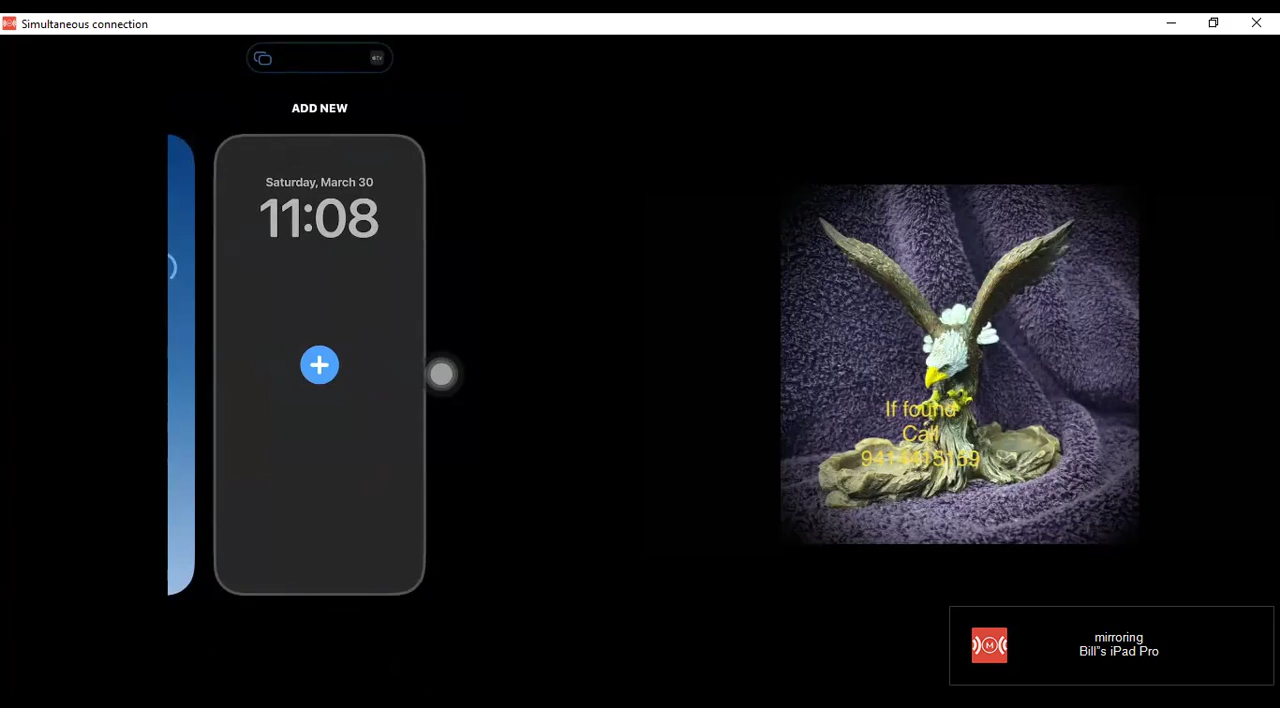 Simultaneous connection
ADD NEW
Saturday, March 30
11:08
If found
Call
mirroring
Bill"s iPad Pro